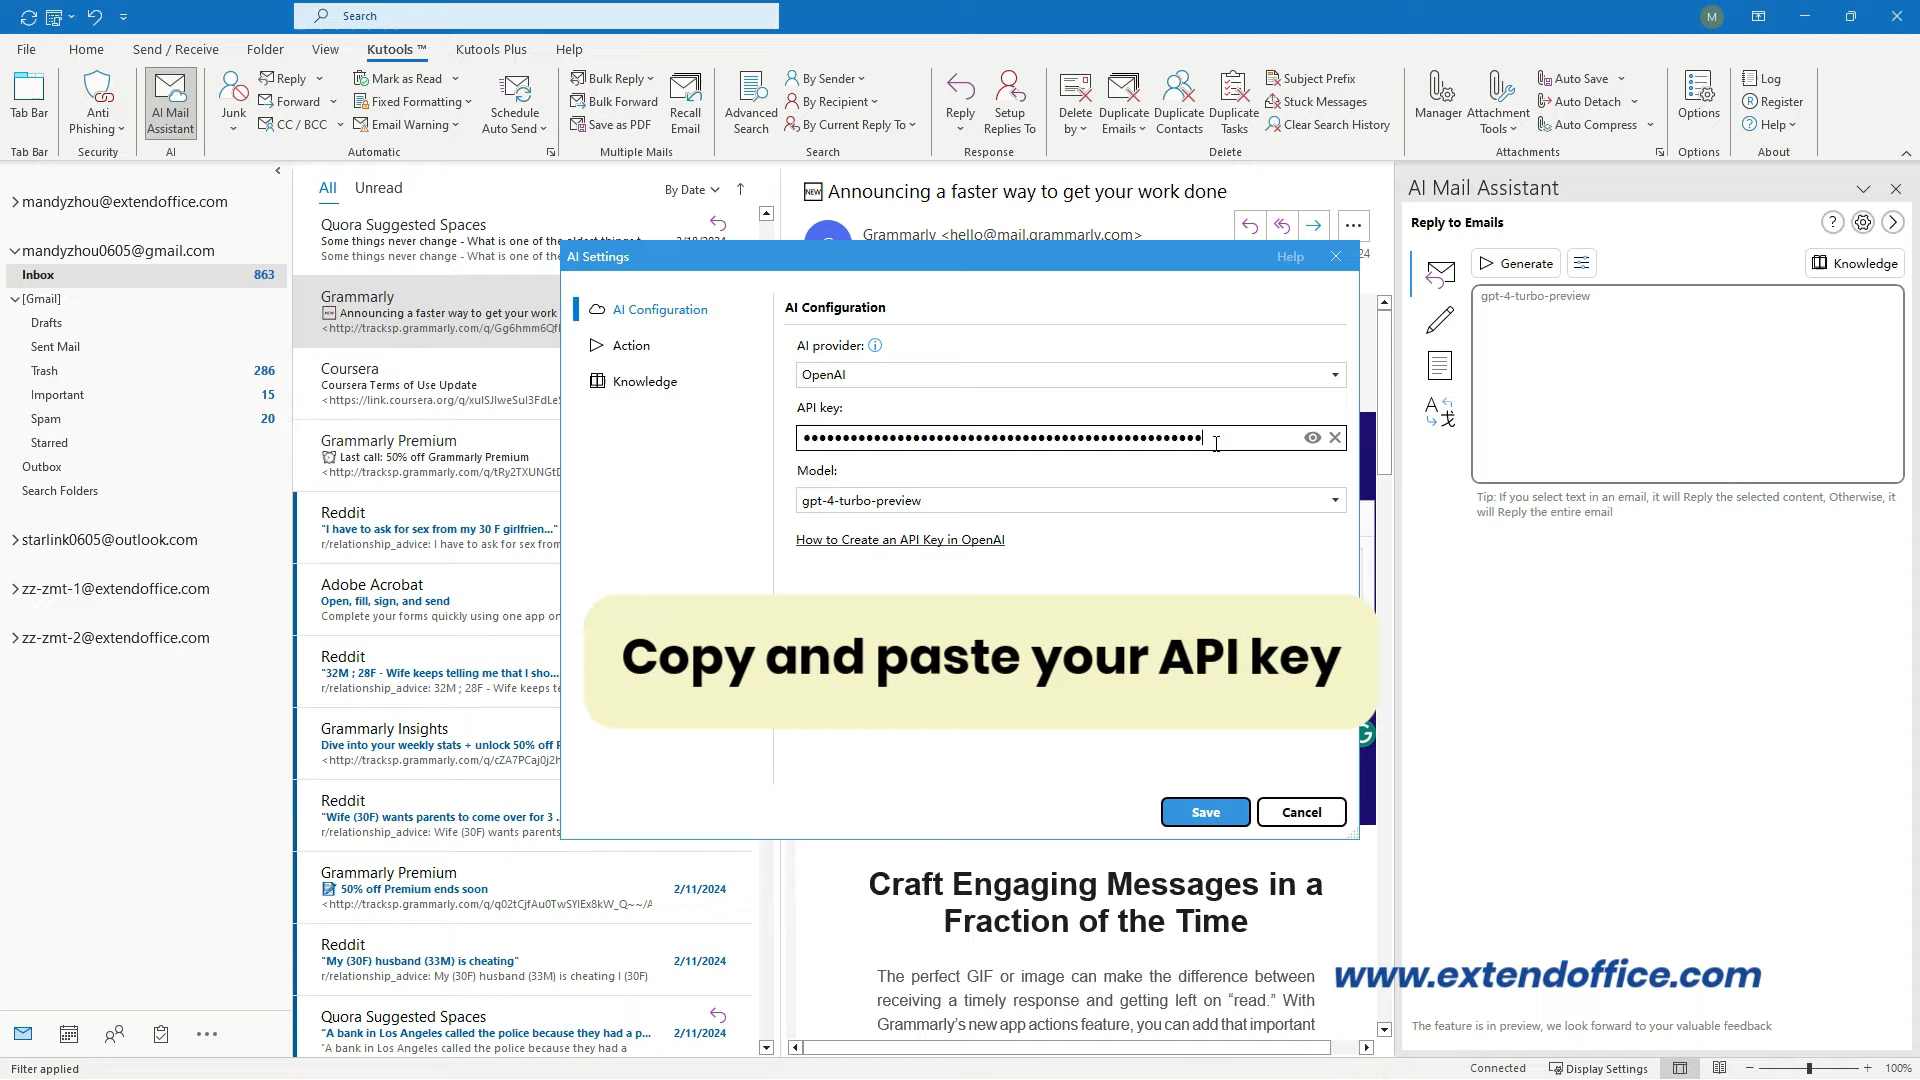 Search
M
File
Home
Send / Receive
Folder
View
Kutools ™
Kutools Plus
Help
Tab Bar
Tab Bar
Anti
Phishing
Security
AI Mail
Assistant
AI
Junk
Reply
Forward
CC / BCC
Mark as Read
Fixed Formatting
Email Warning
Schedule
Auto Send
Automatic
Bulk Reply
Bulk Forward
Save as PDF
Recall
Email
Multiple Mails
Advanced
Search
By Sender
By Recipient
By Current Reply To
Search
Reply
Setup
Replies To
Response
Delete
by
Duplicate
Emails
Duplicate
Contacts
Duplicate
Tasks
Subject Prefix
Stuck Messages
Clear Search History
Delete
Manager
Attachment
Tools
Auto Save
Auto Detach
Auto Compress
Attachments
Options
Options
Log
Register
Help
About
mandyzhou@extendoffice.com
mandyzhou0605@gmail.com
Inbox 863
[Gmail]
Drafts
Sent Mail
Trash 286
Important 15
Spam 20
Starred
Outbox
Search Folders
starlink0605@outlook.com
zz-zmt-1@extendoffice.com
zz-zmt-2@extendoffice.com
All
Unread
By Date
Quora Suggested Spaces
Some things never change - What is one of the
Some things never change - What is one of the
Grammarly
Announcing a faster way to get your work
<http://tracksp.grammarly.com/q/Gg6hmm6Qf
Coursera
Coursera Terms of Use Update
Grammarly Premium
Last call: 50% off Grammarly Premium
<http://tracksp.grammarly.com/q/tRy2TXUNGtD
Reddit
"I have to ask for sex from my 30 F girlfrien..."
r/relationship_advice: I have to ask for sex from
Adobe Acrobat
Open, fill, sign, and send
Complete your forms quickly using one app on
Reddit
"32M ; 28F - Wife keeps telling me that I sho...
r/relationship_advice: 32M ; 28F - Wife keeps te
Grammarly Insights
Dive into your weekly stats + unlock 50% off P
<http://tracksp.grammarly.com/q/cZA7PCaj0j2h
Reddit
"Wife (30F) wants parents to come over for 3 ..
r/relationship_advice: Wife (30F) wants parents
Grammarly Premium
50% off Premium ends soon 2/11/2024
Reddit
"My (30F) husband (33M) is cheating" 2/11/2024
r/relationship_advice: My (30F) husband (33M) is cheating I (30F)
Quora Suggested Spaces
"A bank in Los Angeles called the police because they had a p... 2/11/2024
"A bank in Los Angeles called the police because they had a
NEW Announcing a faster way to get your work done
Grammarly <hello@mail.grammarly.com>
24
AI Settings
Help
AI Configuration
Action
Knowledge
AI Configuration
AI provider:
OpenAI
API key:
Model:
gpt-4-turbo-preview
How to Create an API Key in OpenAI
Copy and paste your API key
Save
Cancel
Craft Engaging Messages in a
Fraction of the Time
The perfect GIF or image can make the difference between
receiving a timely response and getting left on “read.” With
Grammarly’s new app actions feature, you can add that important
AI Mail Assistant
Reply to Emails
Generate
Knowledge
gpt-4-turbo-preview
Tip: If you select text in an email, it will Reply the selected content, Otherwise, it
will Reply the entire email
www.extendoffice.com
The feature is in preview, we look forward to your valuable feedback
Filter applied
Connected
Display Settings
100%